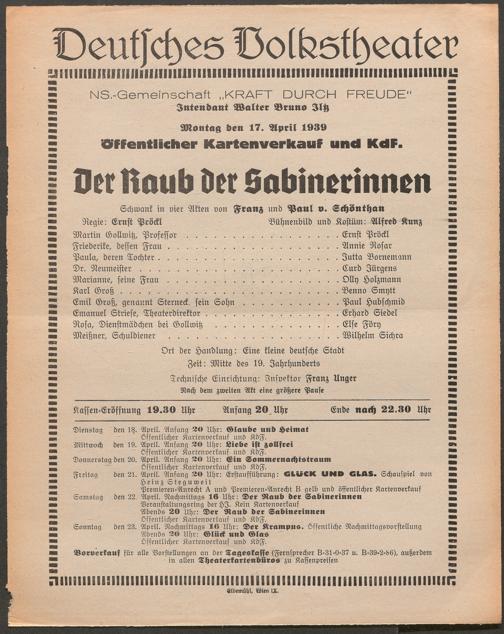 Deutsches Volkstheater
NS.-Gemeinschaft „KRAFT DURCH FREUDE“
Intendant Walter Bruno Iltz
Montag den 17. April 1939
Öffentlicher Kartenverkauf und KdF.
Der Raub der Sabinerinnen
Schwank in vier Akten von Franz und Paul v. Schönthan
Regie: Ernst Pröckl Bühnenbild und Kostüm: Alfred Kunz
Martin Gollwitz, Professor . . . Ernst Pröckl
Friederike, dessen Frau . . . Annie Rosar
Paula, deren Tochter . . . Jutta Bornemann
Dr. Neumeister . . . Curd Jürgens
Marianne, seine Frau . . . Olly Holzmann
Karl Groß . . . Benno Smytt
Emil Groß, genannt Sterneck, sein Sohn . . . Paul Hubschmid
Emanuel Striese, Theaterdirektor . . . Erhard Siedel
Rosa, Dienstmädchen bei Gollwitz . . . Else Föry
Meißner, Schuldiener . . . Wilhelm Sichra
Ort der Handlung: Eine kleine deutsche Stadt
Zeit: Mitte des 19. Jahrhunderts
Technische Einrichtung: Inspektor Franz Unger
Nach dem zweiten Akt eine größere Pause
Kassen-Eröffnung 19.30 Uhr Anfang 20 Uhr Ende nach 22.30 Uhr
Dienstag den 18. April. Anfang 20 Uhr: Glaube und Heimat
Öffentlicher Kartenverkauf und KdF.
Mittwoch den 19. April. Anfang 20 Uhr: Liebe ist zollfrei
Öffentlicher Kartenverkauf und KdF.
Donnerstag den 20. April. Anfang 20 Uhr: Ein Sommernachtstraum
Öffentlicher Kartenverkauf und KdF.
Freitag den 21. April. Anfang 20 Uhr: Erstaufführung: GLÜCK UND GLAS. Schauspiel von
Heinz Steguweit
Premieren-Anrecht A und Premieren-Anrecht B gelb und öffentlicher Kartenverkauf
Samstag den 22. April. Nachmittags 16 Uhr: Der Raub der Sabinerinnen
Veranstaltungsring der HJ. Kein Kartenverkauf
Abends 20 Uhr: Der Raub der Sabinerinnen
Öffentlicher Kartenverkauf und KdF.
Sonntag den 23. April. Nachmittags 16 Uhr: Der Krampus. Öffentliche Nachmittagsvorstellung
Abends 20 Uhr: Glück und Glas
Öffentlicher Kartenverkauf und KdF.
Vorverkauf für alle Vorstellungen an der Tageskasse (Fernsprecher B-31-0-37 u. B-39-2-86), außerdem
in allen Theaterkartenbüros zu Kassenpreisen
Elbemühl, Wien IX.